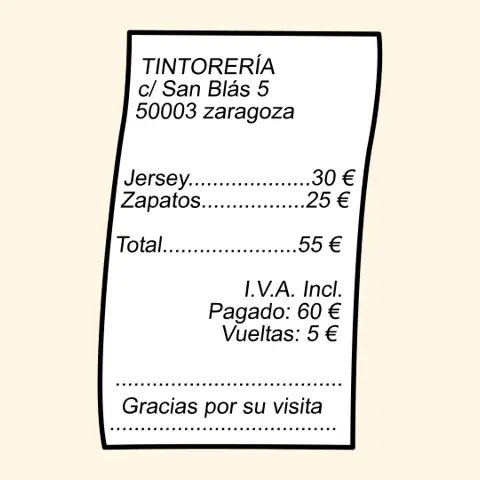 TINTORERÍA
c/ San Blás 5
50003 zaragoza
Jersey....................30 €
Zapatos.................25 €
Total......................55 €
I.V.A. Incl.
Pagado: 60 €
Vueltas: 5 €
.....................................
Gracias por su visita
.....................................